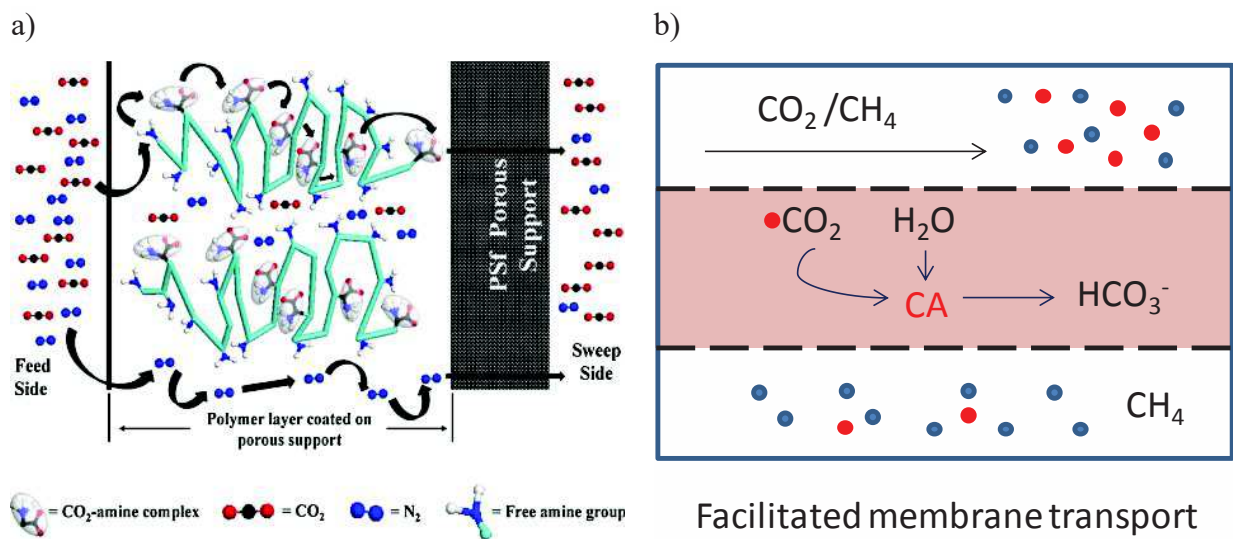 a)
Feed
Side
PSf Porous
Support
Sweep
Side
Polymer layer coated on
porous support
= CO₂-amine complex
= CO₂
= N₂
= Free amine group
b)
CO₂ /CH₄
CO₂
H₂O
CA
HCO₃⁻
CH₄
Facilitated membrane transport